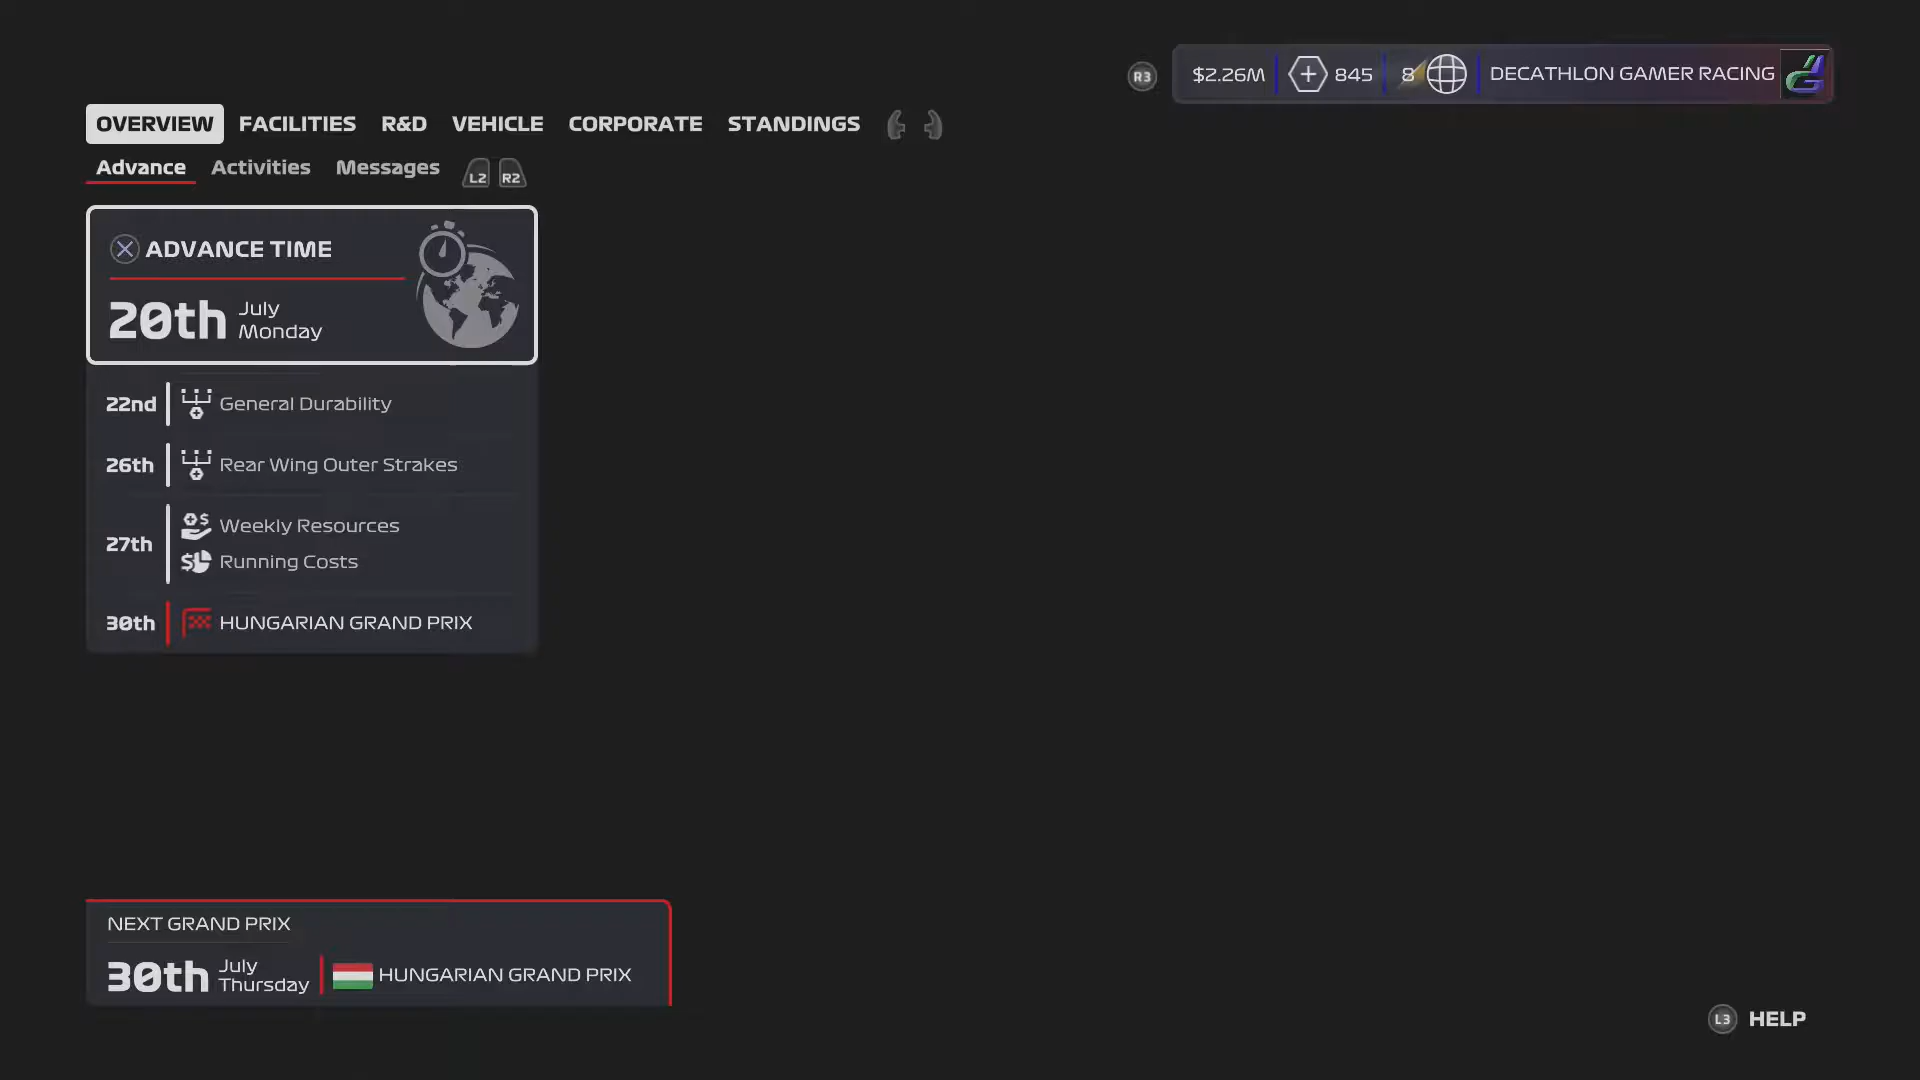 R3
$2.26M
845
8
DECATHLON GAMER RACING
OVERVIEW FACILITIES R&D VEHICLE CORPORATE STANDINGS
Advance Activities Messages L2 R2
ADVANCE TIME
20th
July
Monday
22nd General Durability
26th Rear Wing Outer Strakes
27th
Weekly Resources
Running Costs
30th HUNGARIAN GRAND PRIX
NEXT GRAND PRIX
30th
July
Thursday
HUNGARIAN GRAND PRIX
L3 HELP